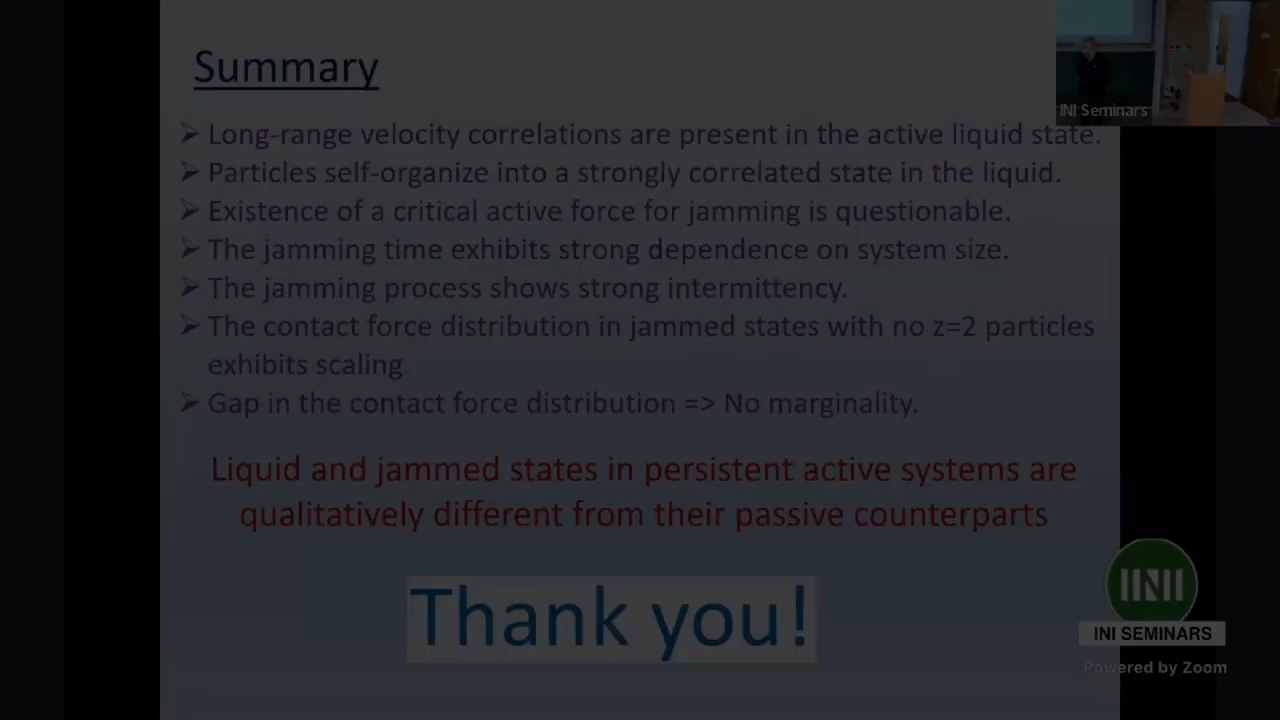 Summary
INI Seminars
➢ Long-range velocity correlations are present in the active liquid state.
➢ Particles self-organize into a strongly correlated state in the liquid.
➢ Existence of a critical active force for jamming is questionable.
➢ The jamming time exhibits strong dependence on system size.
➢ The jamming process shows strong intermittency.
➢ The contact force distribution in jammed states with no z=2 particles
exhibits scaling.
➢ Gap in the contact force distribution => No marginality.
Liquid and jammed states in persistent active systems are
qualitatively different from their passive counterparts
Thank you!
INI
INI SEMINARS
Powered by Zoom